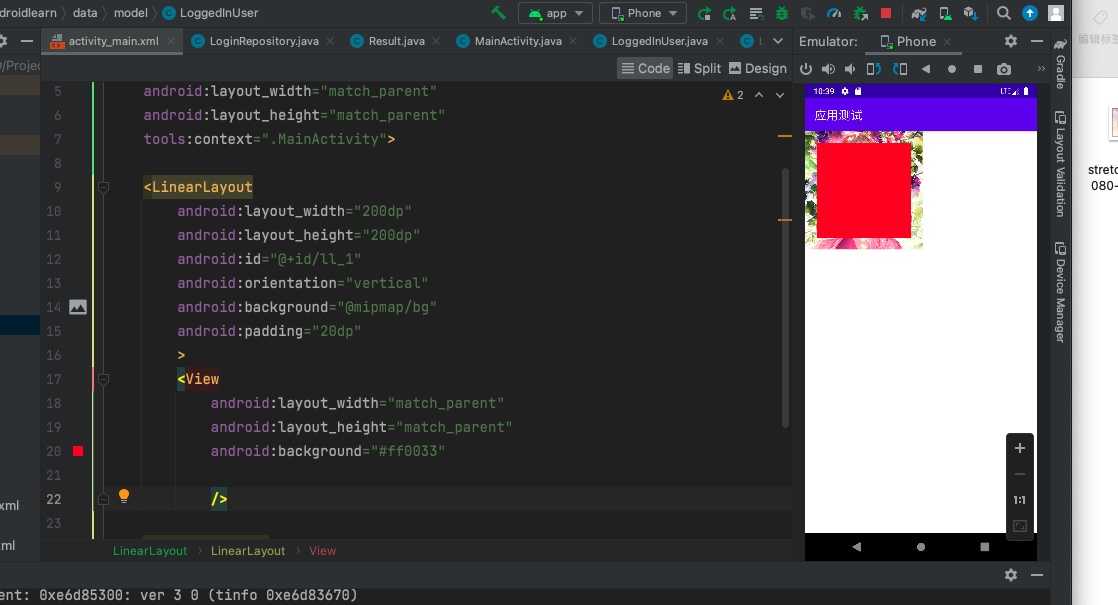 droidlearn › data › model › LoggedInUser
app
Phone
activity_main.xml
LoginRepository.java
Result.java
MainActivity.java
LoggedInUser.java
Emulator:
Phone
编辑标签
D/Projec
Code
Split
Design
2
5 android:layout_width="match_parent"
6 android:layout_height="match_parent"
7 tools:context=".MainActivity">
8
9 <LinearLayout
10 android:layout_width="200dp"
11 android:layout_height="200dp"
12 android:id="@+id/ll_1"
13 android:orientation="vertical"
14 android:background="@mipmap/bg"
15 android:padding="20dp"
16 >
17 <View
18 android:layout_width="match_parent"
19 android:layout_height="match_parent"
20 android:background="#ff0033"
21
22 />
23
xml
ml
LinearLayout › LinearLayout › View
ent: 0xe6d85300: ver 3 0 (tinfo 0xe6d83670)
10:39
LTE
应用测试
1:1
Gradle
Layout Validation
Device Manager
stretc
080-